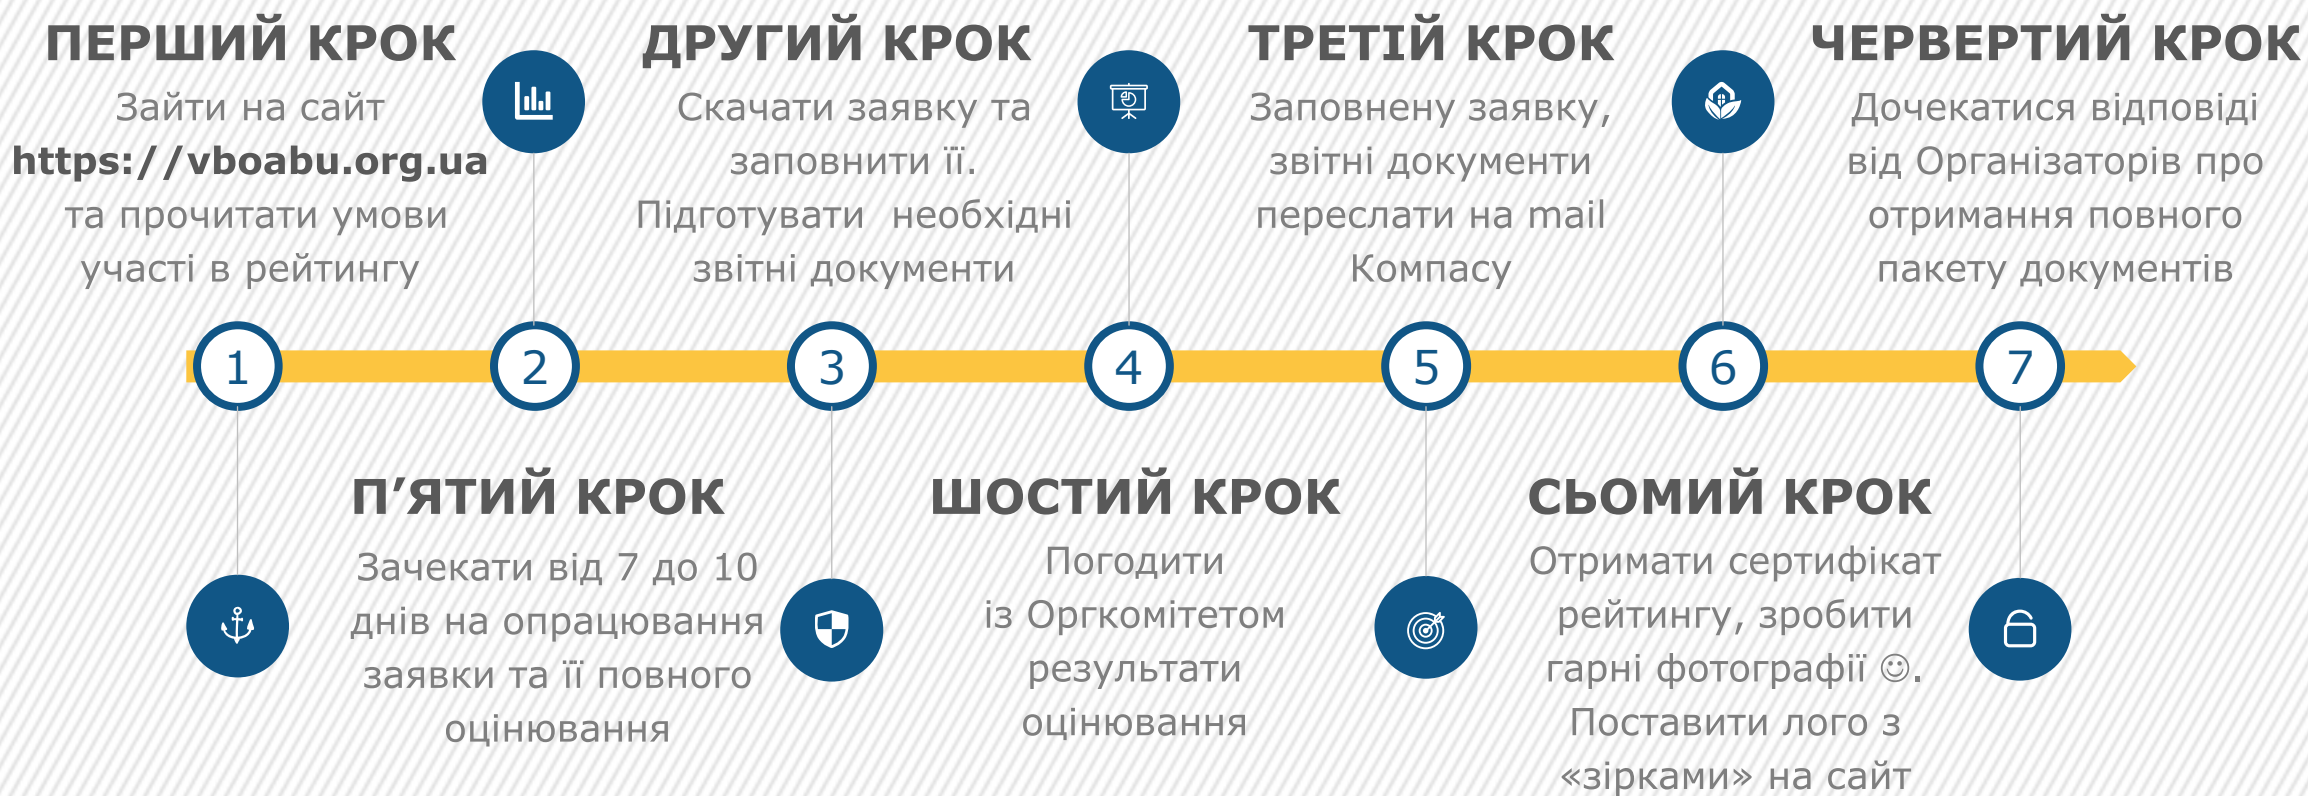 ПЕРШИЙ КРОК
Зайти на сайт
https://vboabu.org.ua
та прочитати умови
участі в рейтингу
ДРУГИЙ КРОК
Скачати заявку та
заповнити її.
Підготувати необхідні
звітні документи
ТРЕТІЙ КРОК
Заповнену заявку,
звітні документи
переслати на mail
Компасу
ЧЕРВЕРТИЙ КРОК
Дочекатися відповіді
від Організаторів про
отримання повного
пакету документів
1 2 3 4 5 6 7
П’ЯТИЙ КРОК
Зачекати від 7 до 10
днів на опрацювання
заявки та її повного
оцінювання
ШОСТИЙ КРОК
Погодити
із Оргкомітетом
результати
оцінювання
СЬОМИЙ КРОК
Отримати сертифікат
рейтингу, зробити
гарні фотографії ☺.
Поставити лого з
«зірками» на сайт